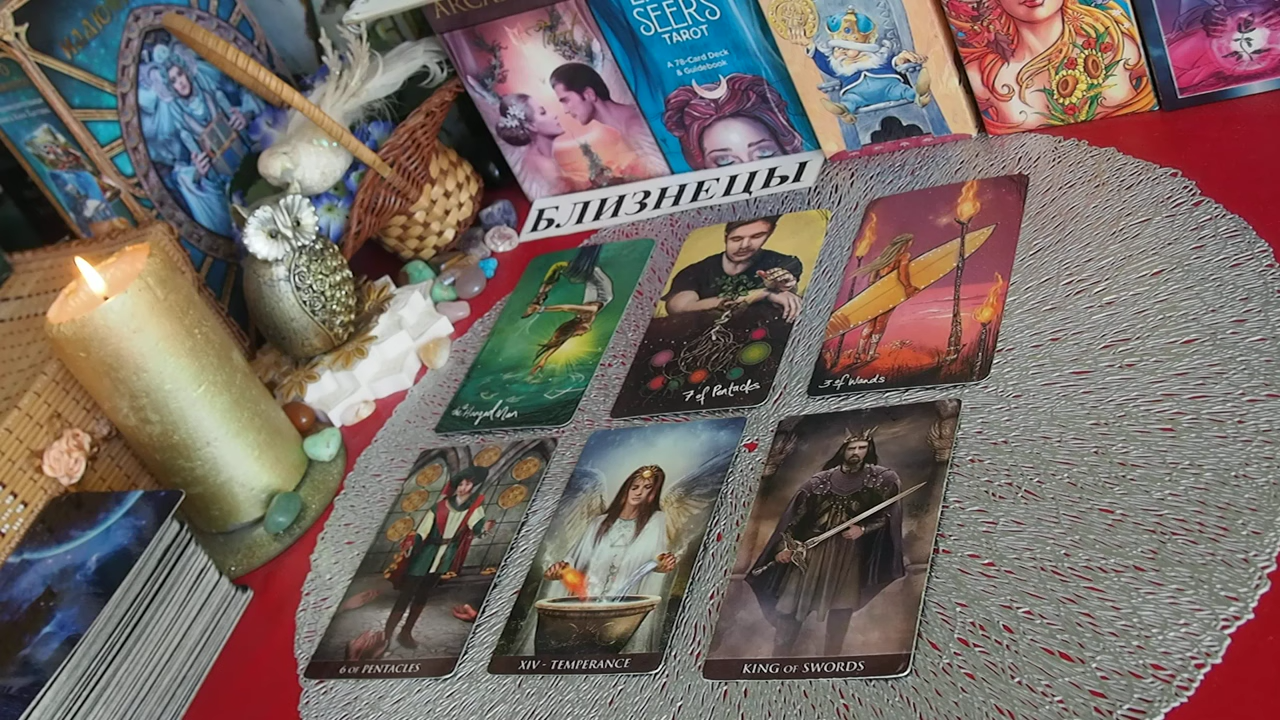 SEERS
TAROT
A 78-Card Deck
& Guidebook
БЛИЗНЕЦЫ
the Hanged Man
7 of Pentacles
3 of Wands
6 OF PENTACLES
XIV - TEMPERANCE
KING OF SWORDS